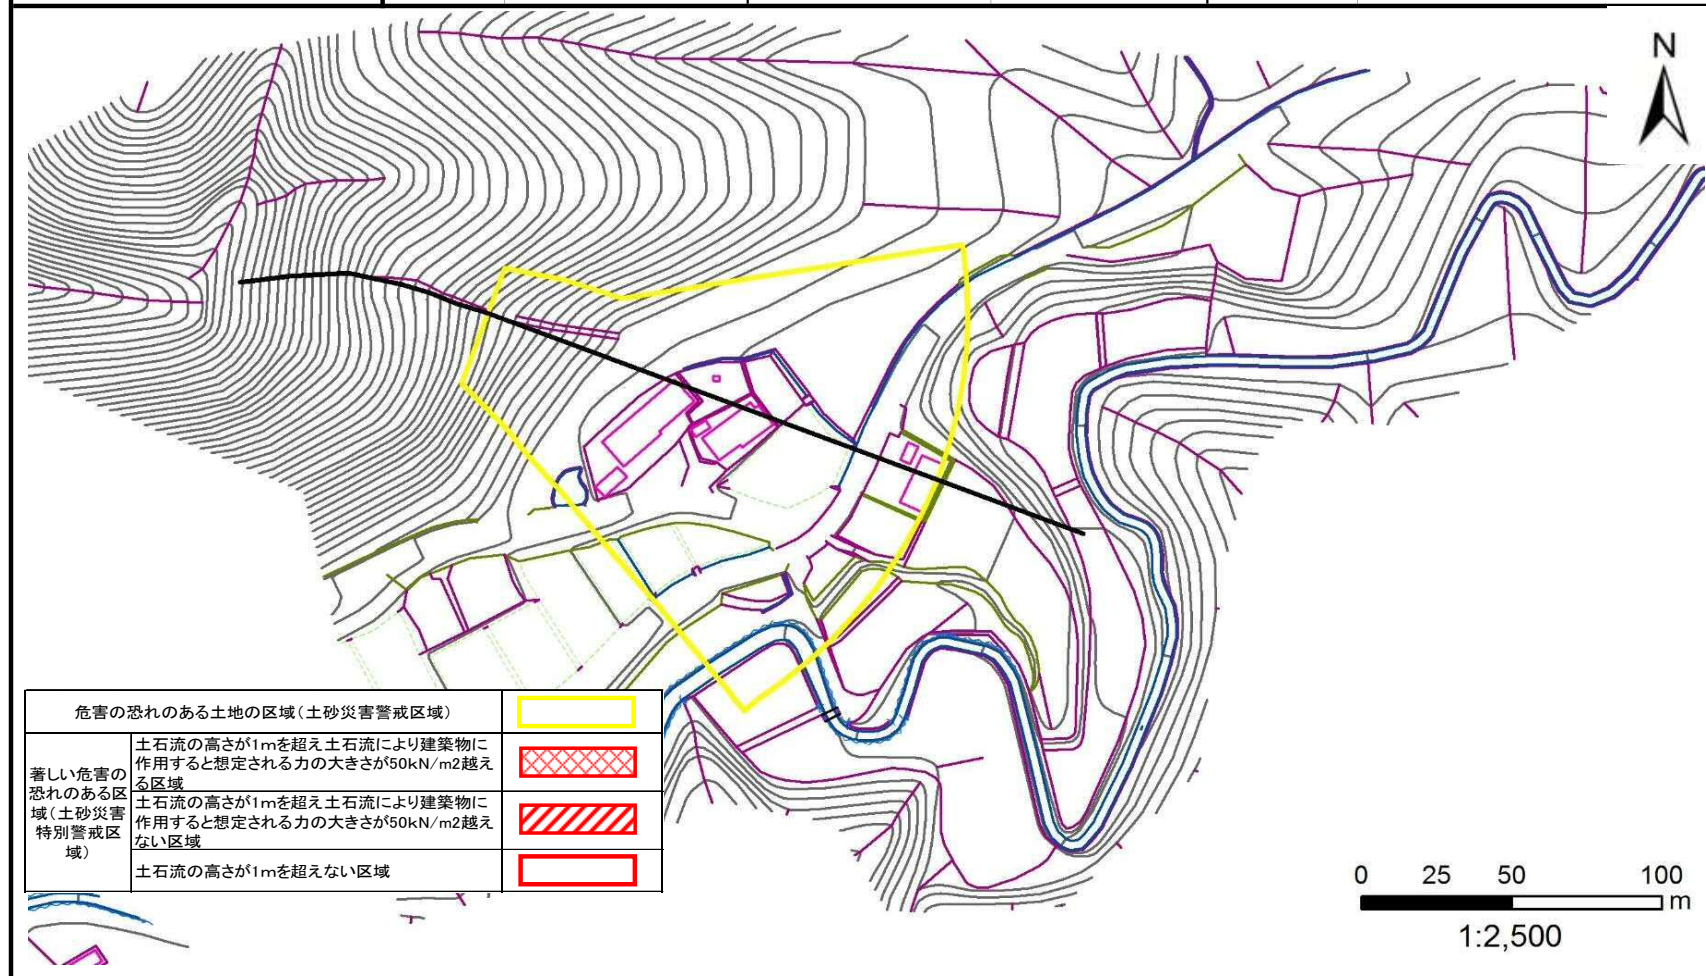 N
危害の恐れのある土地の区域(土砂災害警戒区域)
著しい危害の
恐れのある区
域(土砂災害
特別警戒区
域)
土石流の高さが1mを超え土石流により建築物に
作用すると想定される力の大きさが50kN/m2越え
る区域
土石流の高さが1mを超え土石流により建築物に
作用すると想定される力の大きさが50kN/m2越え
ない区域
土石流の高さが1mを超えない区域
0 25 50 100
m
1:2,500